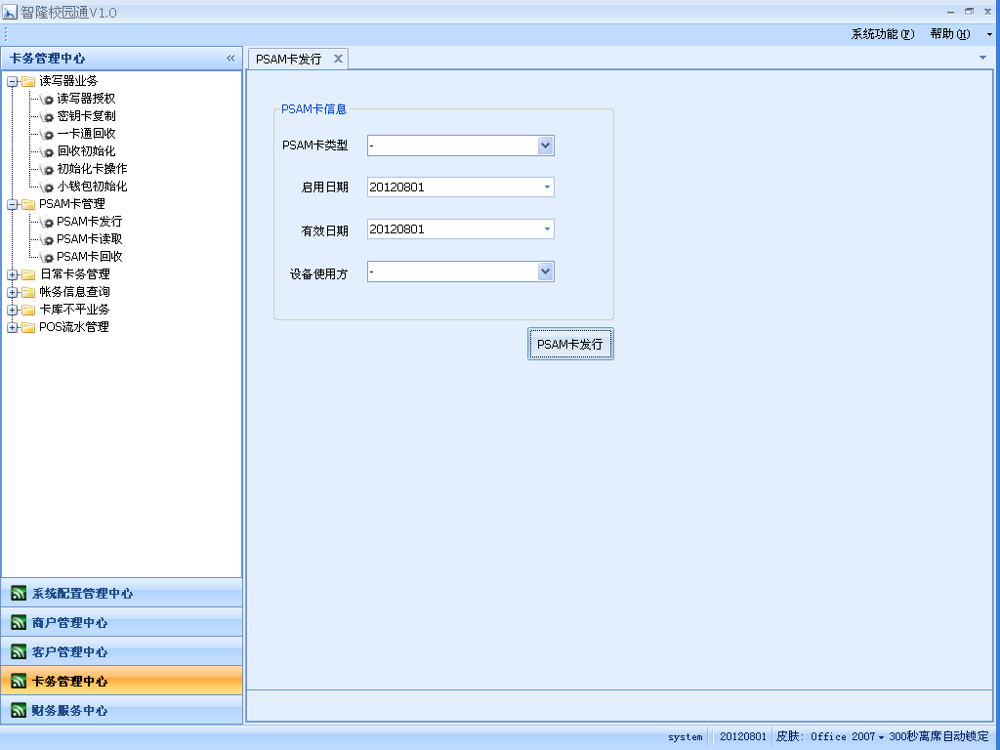 智隆校园通V1.0
系统功能(F) 帮助(H)
卡务管理中心 «
读写器业务
读写器授权
密钥卡复制
一卡通回收
回收初始化
初始化卡操作
小钱包初始化
PSAM卡管理
PSAM卡发行
PSAM卡读取
PSAM卡回收
日常卡务管理
帐务信息查询
卡库不平业务
POS流水管理
系统配置管理中心
商户管理中心
客户管理中心
卡务管理中心
财务服务中心
PSAM卡发行
PSAM卡信息
PSAM卡类型 -
启用日期 20120801
有效日期 20120801
设备使用方 -
PSAM卡发行
system 20120801 皮肤: Office 2007 300秒离席自动锁定